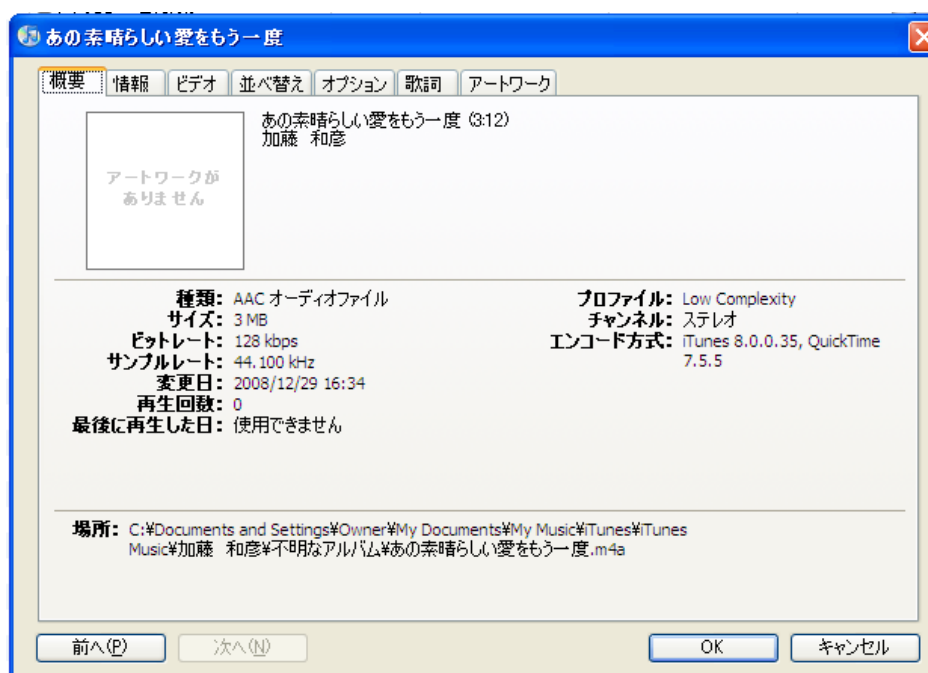 あの素晴らしい愛をもう一度
概要 情報 ビデオ 並べ替え オプション 歌詞 アートワーク
あの素晴らしい愛をもう一度 (3:12)
加藤 和彦
アートワークが
ありません
種類: AAC オーディオファイル
サイズ: 3 MB
ビットレート: 128 kbps
サンプルレート: 44.100 kHz
変更日: 2008/12/29 16:34
再生回数: 0
最後に再生した日: 使用できません
プロファイル: Low Complexity
チャンネル: ステレオ
エンコード方式: iTunes 8.0.0.35, QuickTime
7.5.5
場所: C:¥Documents and Settings¥Owner¥My Documents¥My Music¥iTunes¥iTunes
Music¥加藤 和彦¥不明なアルバム¥あの素晴らしい愛をもう一度.m4a
前へ(P) 次へ(N) OK キャンセル